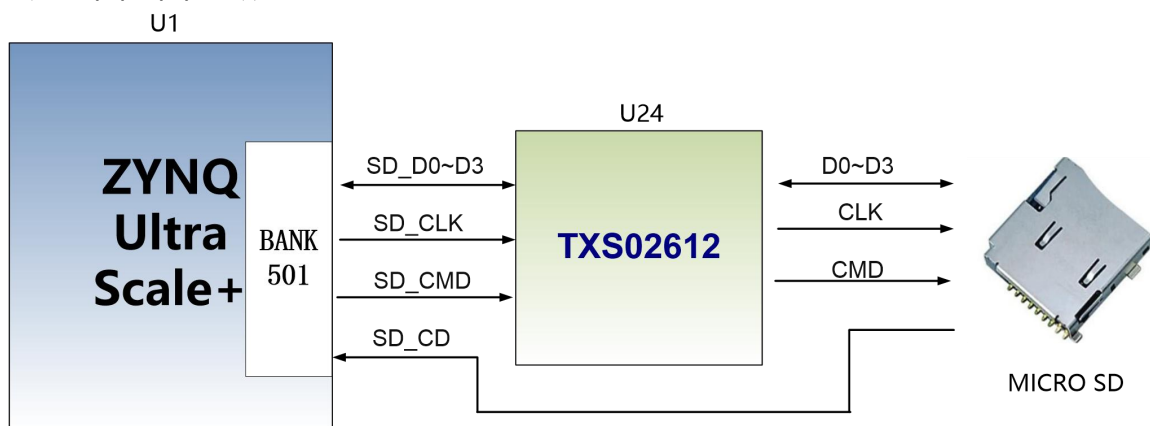 U1
U24
ZYNQ
Ultra
Scale+
BANK
501
SD_D0~D3
SD_CLK
SD_CMD
SD_CD
TXS02612
D0~D3
CLK
CMD
MICRO SD